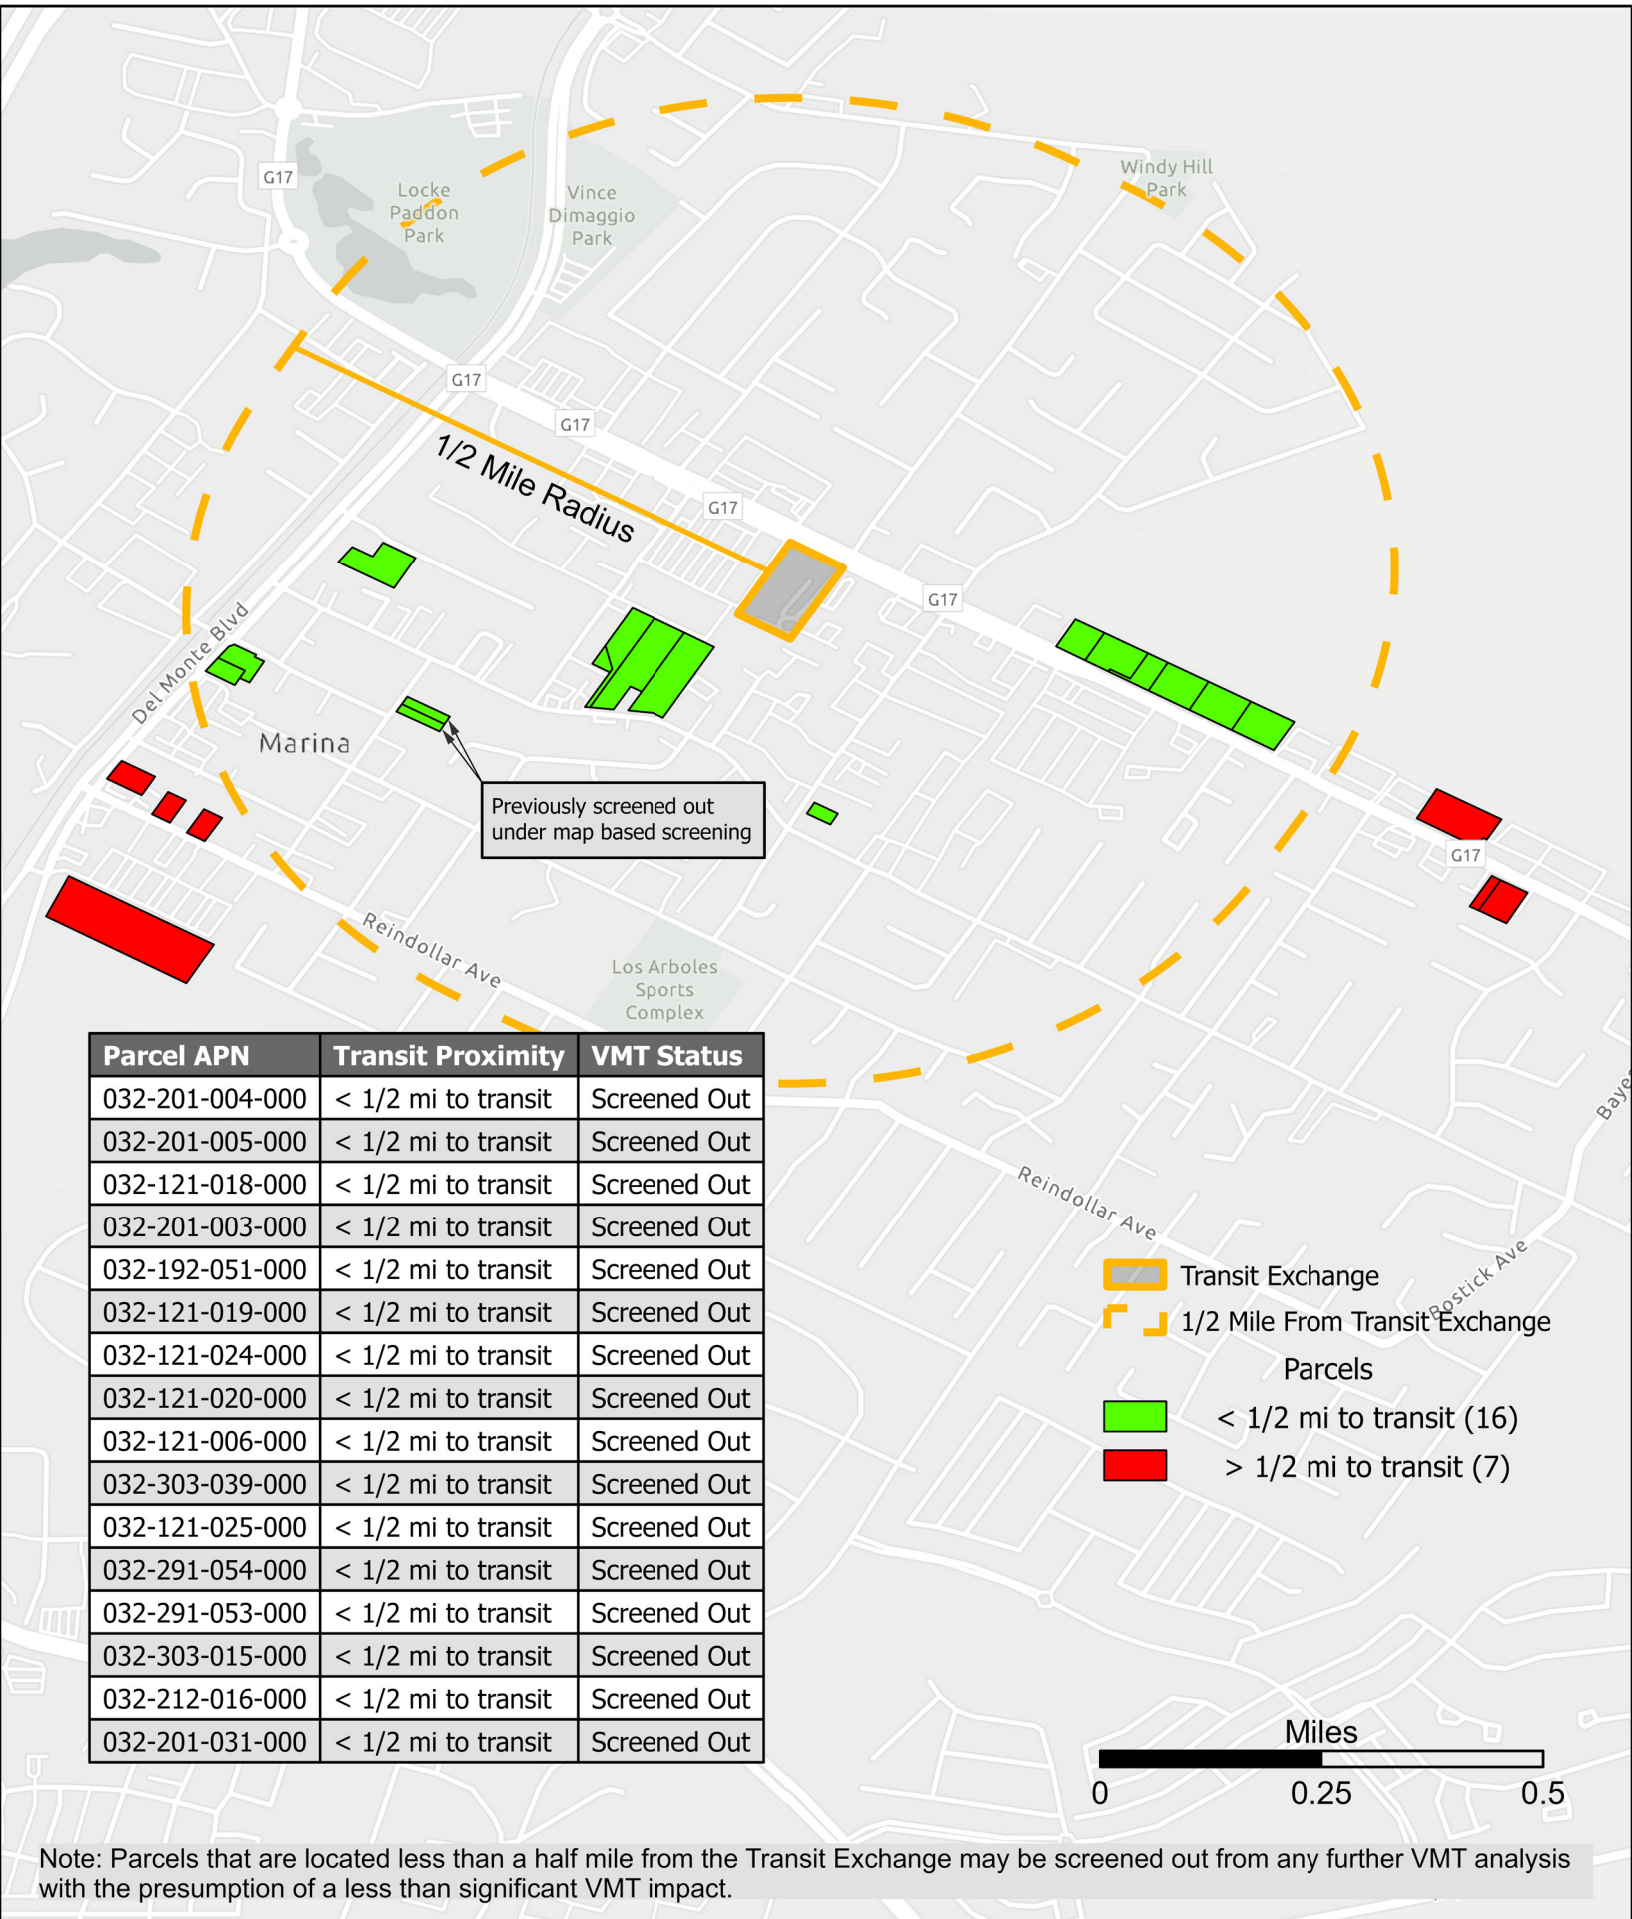 G17
Locke
Paddon
Park
Vince
Dimaggio
Park
Windy Hill
Park
G17
G17
G17
G17
1/2 Mile Radius
Del Monte Blvd
Marina
Previously screened out
under map based screening
G17
Reindollar Ave
Los Arboles
Sports
Complex
Parcel APN Transit Proximity VMT Status
032-201-004-000 < 1/2 mi to transit Screened Out
032-201-005-000 < 1/2 mi to transit Screened Out
032-121-018-000 < 1/2 mi to transit Screened Out
032-201-003-000 < 1/2 mi to transit Screened Out
032-192-051-000 < 1/2 mi to transit Screened Out
032-121-019-000 < 1/2 mi to transit Screened Out
032-121-024-000 < 1/2 mi to transit Screened Out
032-121-020-000 < 1/2 mi to transit Screened Out
032-121-006-000 < 1/2 mi to transit Screened Out
032-303-039-000 < 1/2 mi to transit Screened Out
032-121-025-000 < 1/2 mi to transit Screened Out
032-291-054-000 < 1/2 mi to transit Screened Out
032-291-053-000 < 1/2 mi to transit Screened Out
032-303-015-000 < 1/2 mi to transit Screened Out
032-212-016-000 < 1/2 mi to transit Screened Out
032-201-031-000 < 1/2 mi to transit Screened Out
Baye
Reindollar Ave
Bostick Ave
Transit Exchange
1/2 Mile From Transit Exchange
Parcels
< 1/2 mi to transit (16)
> 1/2 mi to transit (7)
Miles
0 0.25 0.5
Note: Parcels that are located less than a half mile from the Transit Exchange may be screened out from any further VMT analysis
with the presumption of a less than significant VMT impact.